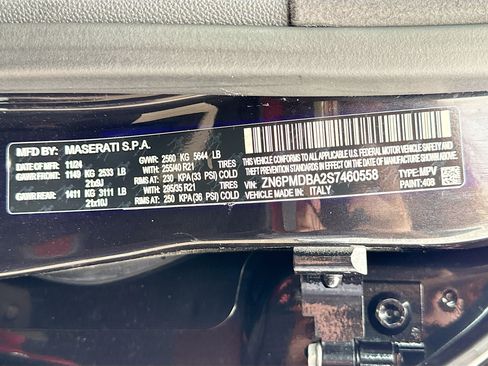 MFD BY: MASERATI S.P.A.
DATE: 11/24 GVWR: 2560 KG 5644 LB
GAWR FRONT: 1149 KG 2533 LB WITH: 255/40 R21 TIRES
21x9J RIMS AT: 230 KPA (33 PSI) COLD
GAWR REAR: 1411 KG 3111 LB WITH: 295/35 R21 TIRES
21x10J RIMS AT: 250 KPA (36 PSI) COLD
THIS VEHICLE CONFORMS TO ALL APPLICABLE FEDERAL MOTOR VEHICLE SAFETY, BUMPER, AND
THEFT PREVENTION STANDARDS IN EFFECT ON THE DATE OF MANUFACTURE SHOWN ABOVE
VIN: ZN6PMDBA2S7460558 TYPE: MPV
VEHICLE MADE IN: ITALY PAINT: 408